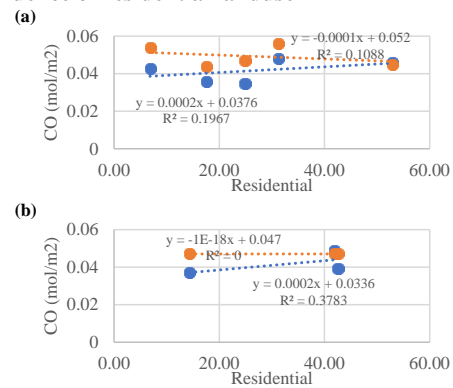 (a)
y = -0.0001x + 0.052
R² = 0.1088
y = 0.0002x + 0.0376
R² = 0.1967
CO (mol/m2)
0.06
0.04
0.02
0
0.00 20.00 40.00 60.00
Residential
(b)
y = -1E-18x + 0.047
R² = 0
y = 0.0002x + 0.0336
R² = 0.3783
CO (mol/m2)
0.06
0.04
0.02
0
0.00 20.00 40.00 60.00
Residential